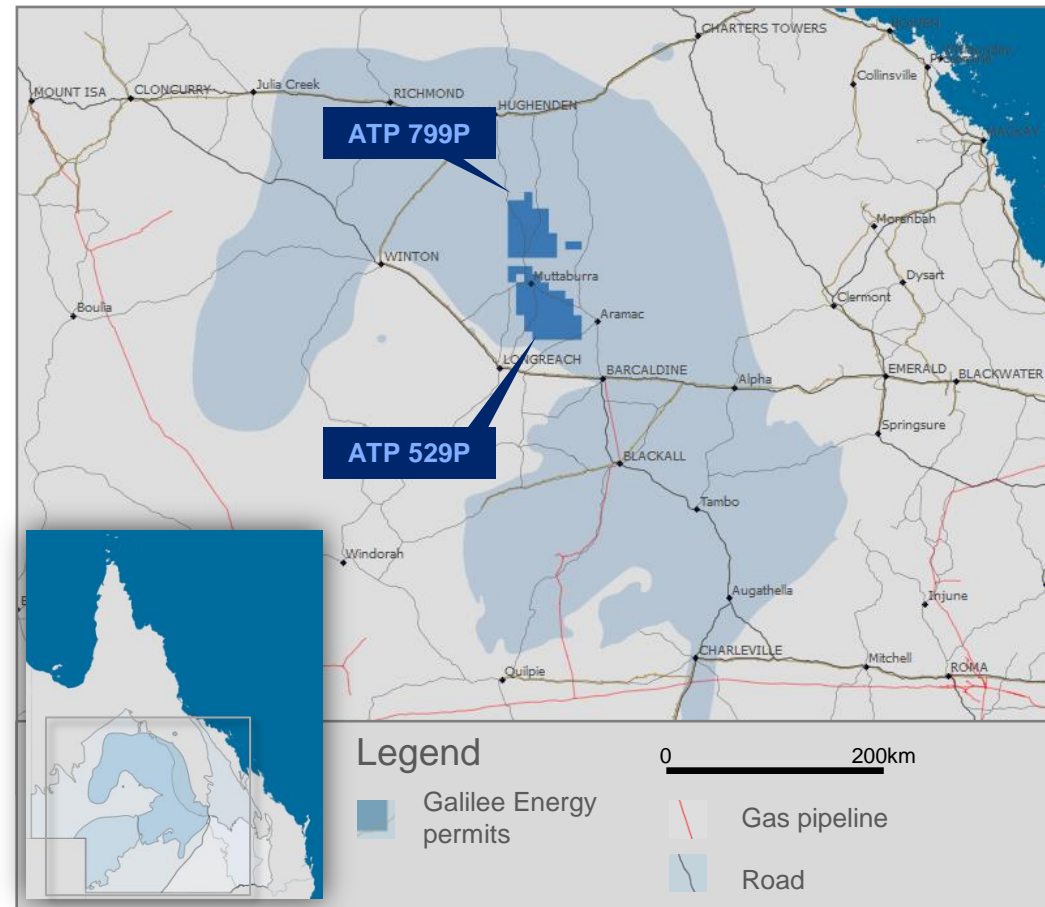 CHARTERS TOWERS
BOWEN
Collinsville
MOUNT ISA
CLONCURRY
Julia Creek
RICHMOND
HUGHENDEN
MACKAY
ATP 799P
Moranbah
WINTON
Muttaburra
Dysart
Boulia
Clermont
Aramac
LONGREACH
BARCALDINE
Alpha
EMERALD
BLACKWATER
Springsure
ATP 529P
BLACKALL
Tambo
Windorah
Augathella
Injune
CHARLEVILLE
Mitchell
ROMA
Quilpie
Legend
0
200km
Galilee Energy
permits
Gas pipeline
Road